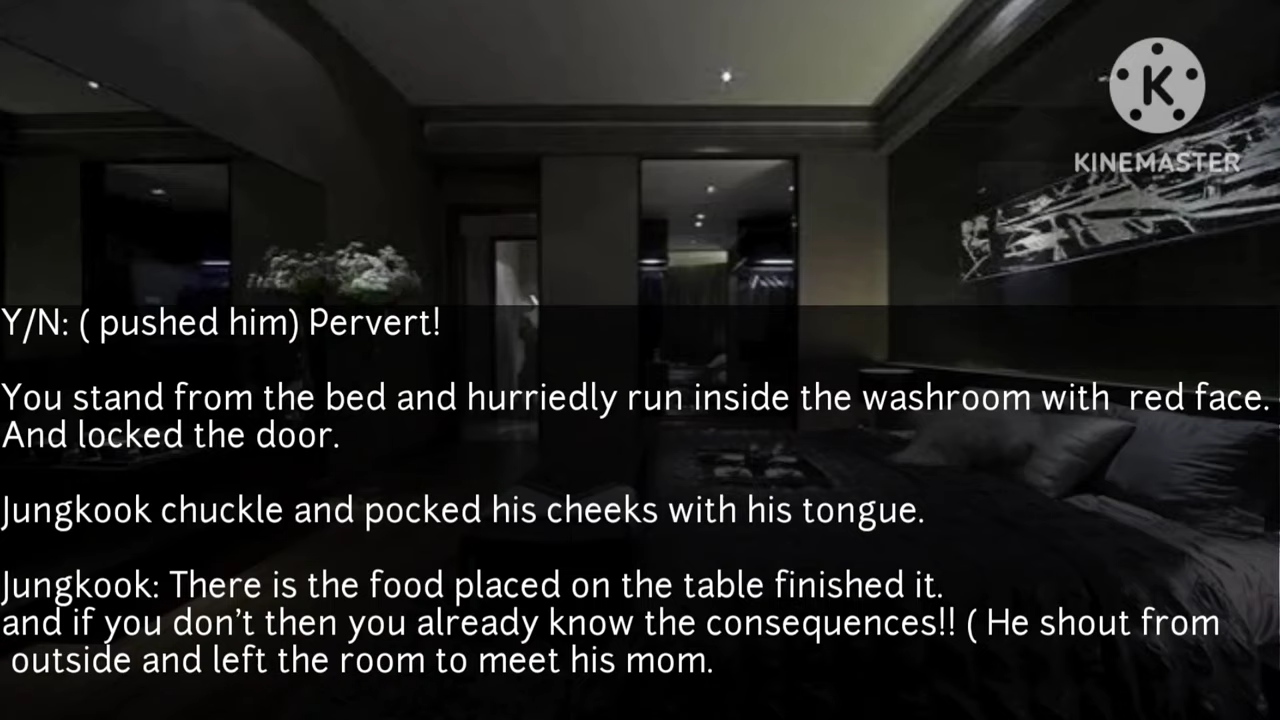 KINEMASTER
Y/N: ( pushed him) Pervert!
You stand from the bed and hurriedly run inside the washroom with  red face.
And locked the door.
Jungkook chuckle and pocked his cheeks with his tongue.
Jungkook: There is the food placed on the table finished it.
and if you don’t then you already know the consequences!! ( He shout from
outside and left the room to meet his mom.